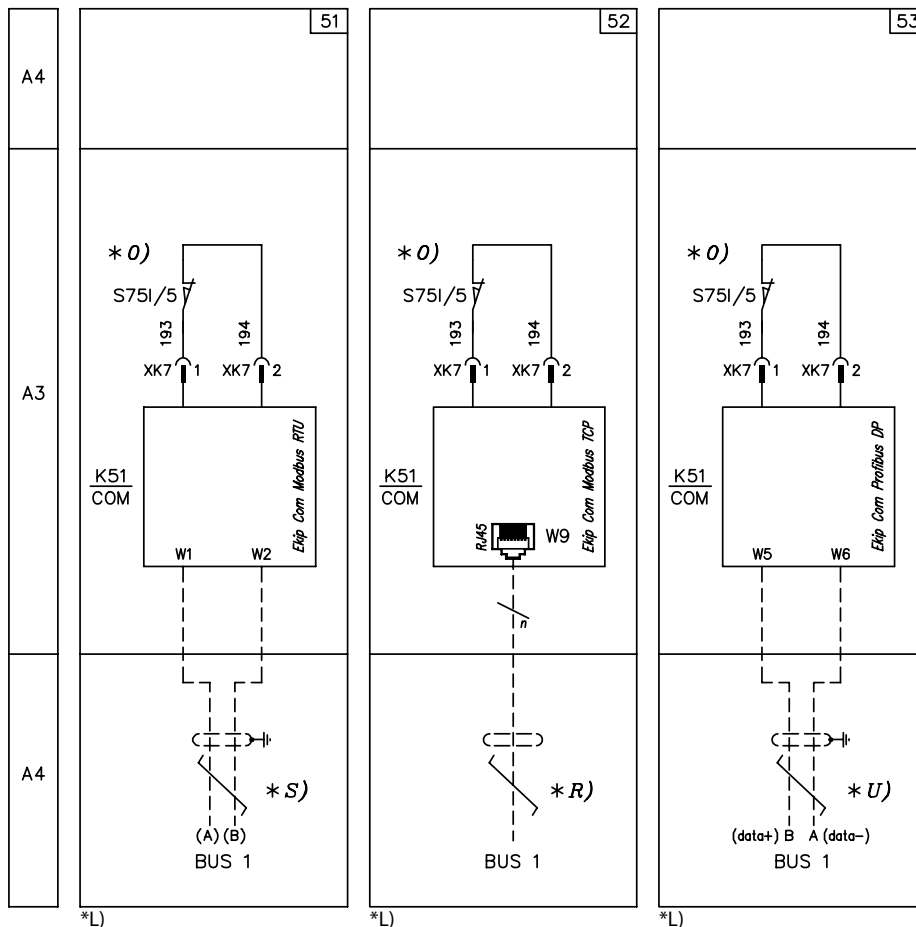 A4
A3
A4
51
*O)
S75I/5
193
194
XK7 1
XK7 2
K51
COM
Ekip Com Modbus RTU
W1
W2
*S)
(A) (B)
BUS 1
*L)
52
*O)
S75I/5
193
194
XK7 1
XK7 2
K51
COM
Ekip Com Modbus TCP
RJ45
W9
n
*R)
BUS 1
*L)
53
*O)
S75I/5
193
194
XK7 1
XK7 2
K51
COM
Ekip Com Profibus DP
W5
W6
*U)
(data+) B A (data-)
BUS 1
*L)